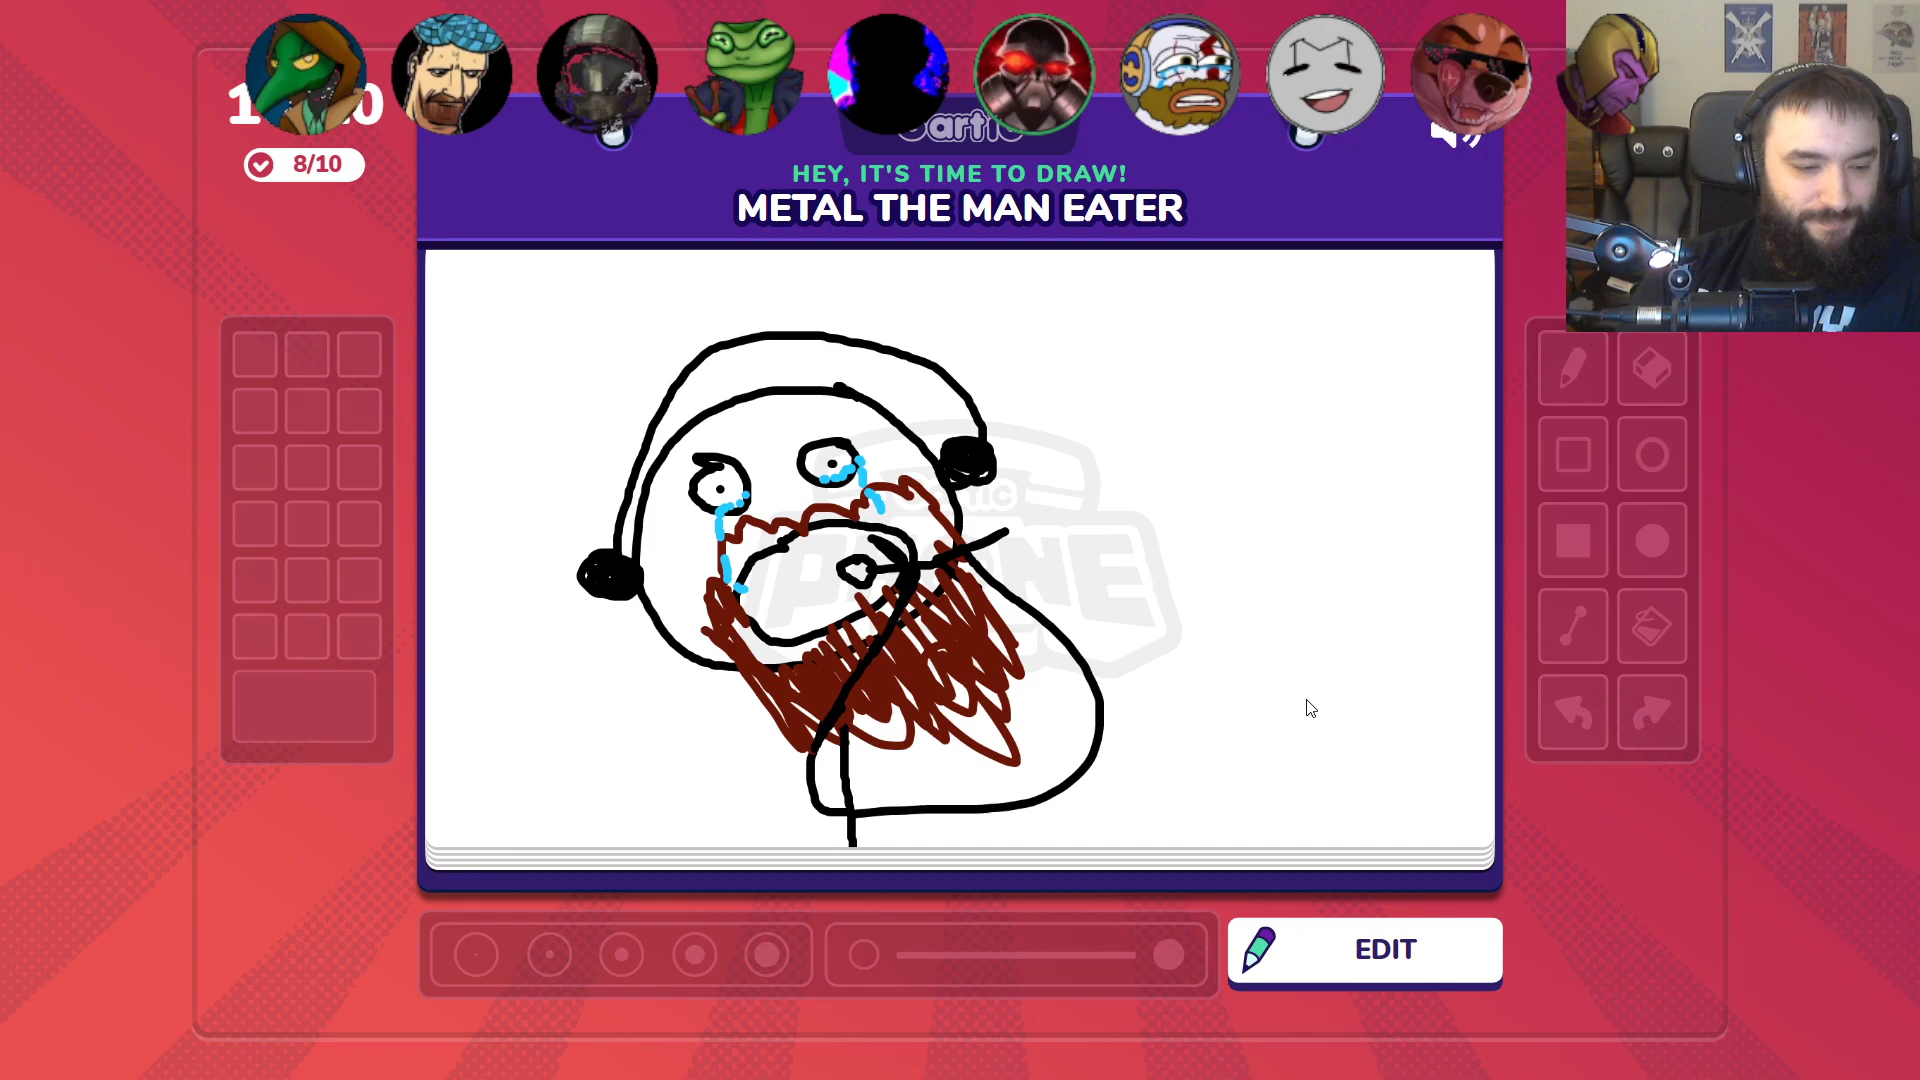 8/10
HEY, IT'S TIME TO DRAW!
METAL THE MAN EATER
EDIT